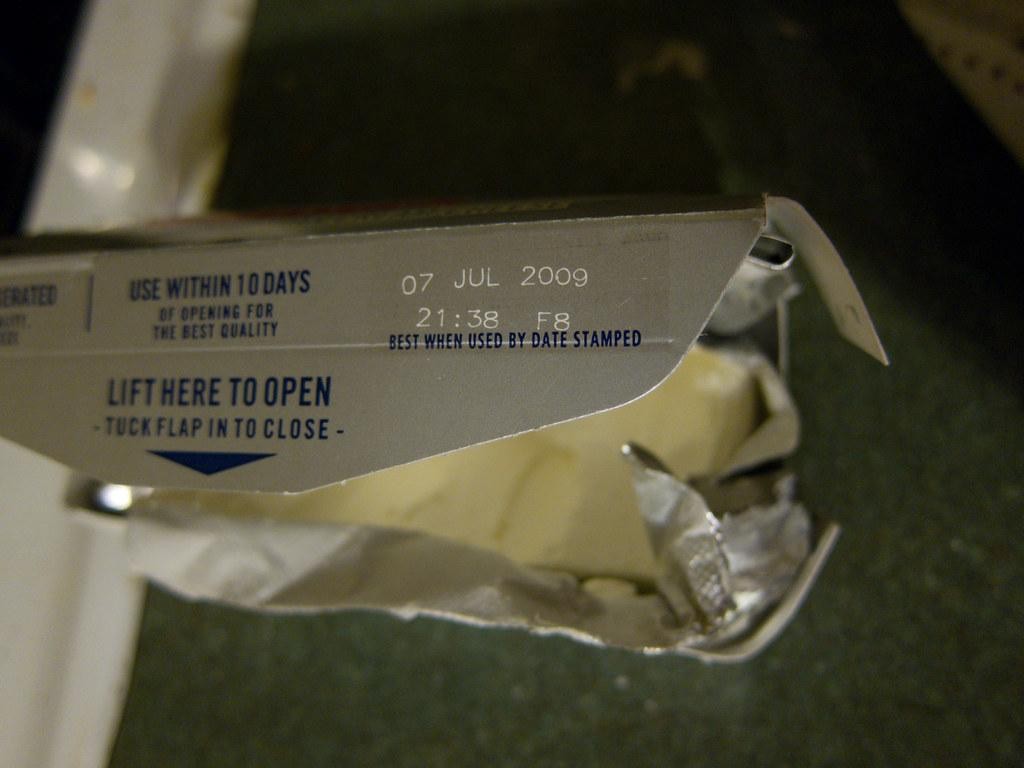 ERATED
USE WITHIN 10 DAYS
OF OPENING FOR
THE BEST QUALITY
07 JUL 2009
21:38 F8
BEST WHEN USED BY DATE STAMPED
LIFT HERE TO OPEN
- TUCK FLAP IN TO CLOSE -